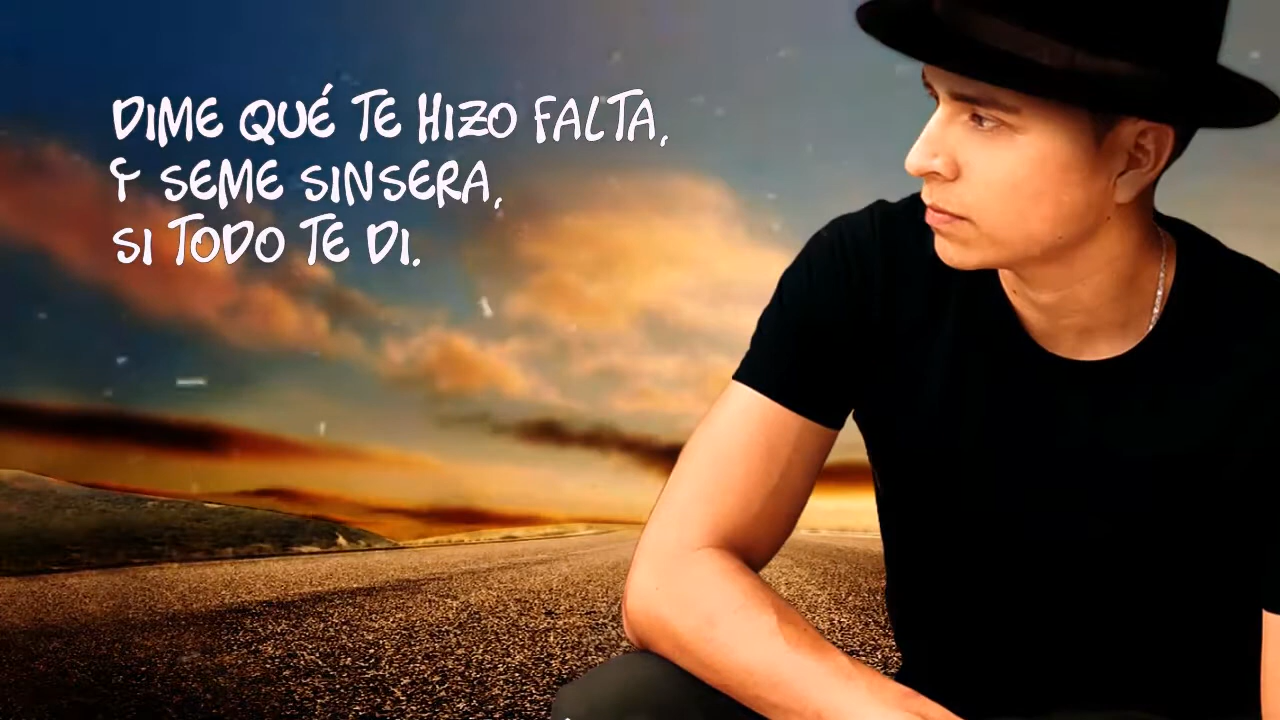 DIME QUÉ TE HIZO FALTA,
Y SEME SINSERA,
SI TODO TE DI.